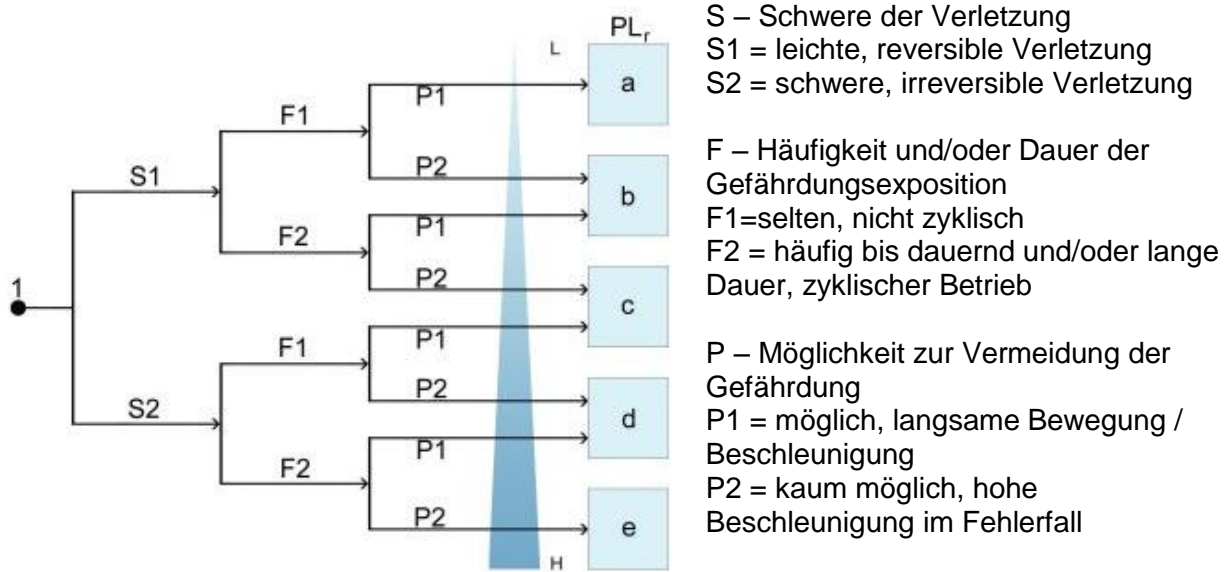 PLr
L
a
P1
F1
P2
S1
b
P1
F2
P2
c
1
P1
F1
P2
S2
d
P1
F2
P2
e
H
S – Schwere der Verletzung
S1 = leichte, reversible Verletzung
S2 = schwere, irreversible Verletzung
F – Häufigkeit und/oder Dauer der
Gefährdungsexposition
F1=selten, nicht zyklisch
F2 = häufig bis dauernd und/oder lange
Dauer, zyklischer Betrieb
P – Möglichkeit zur Vermeidung der
Gefährdung
P1 = möglich, langsame Bewegung /
Beschleunigung
P2 = kaum möglich, hohe
Beschleunigung im Fehlerfall